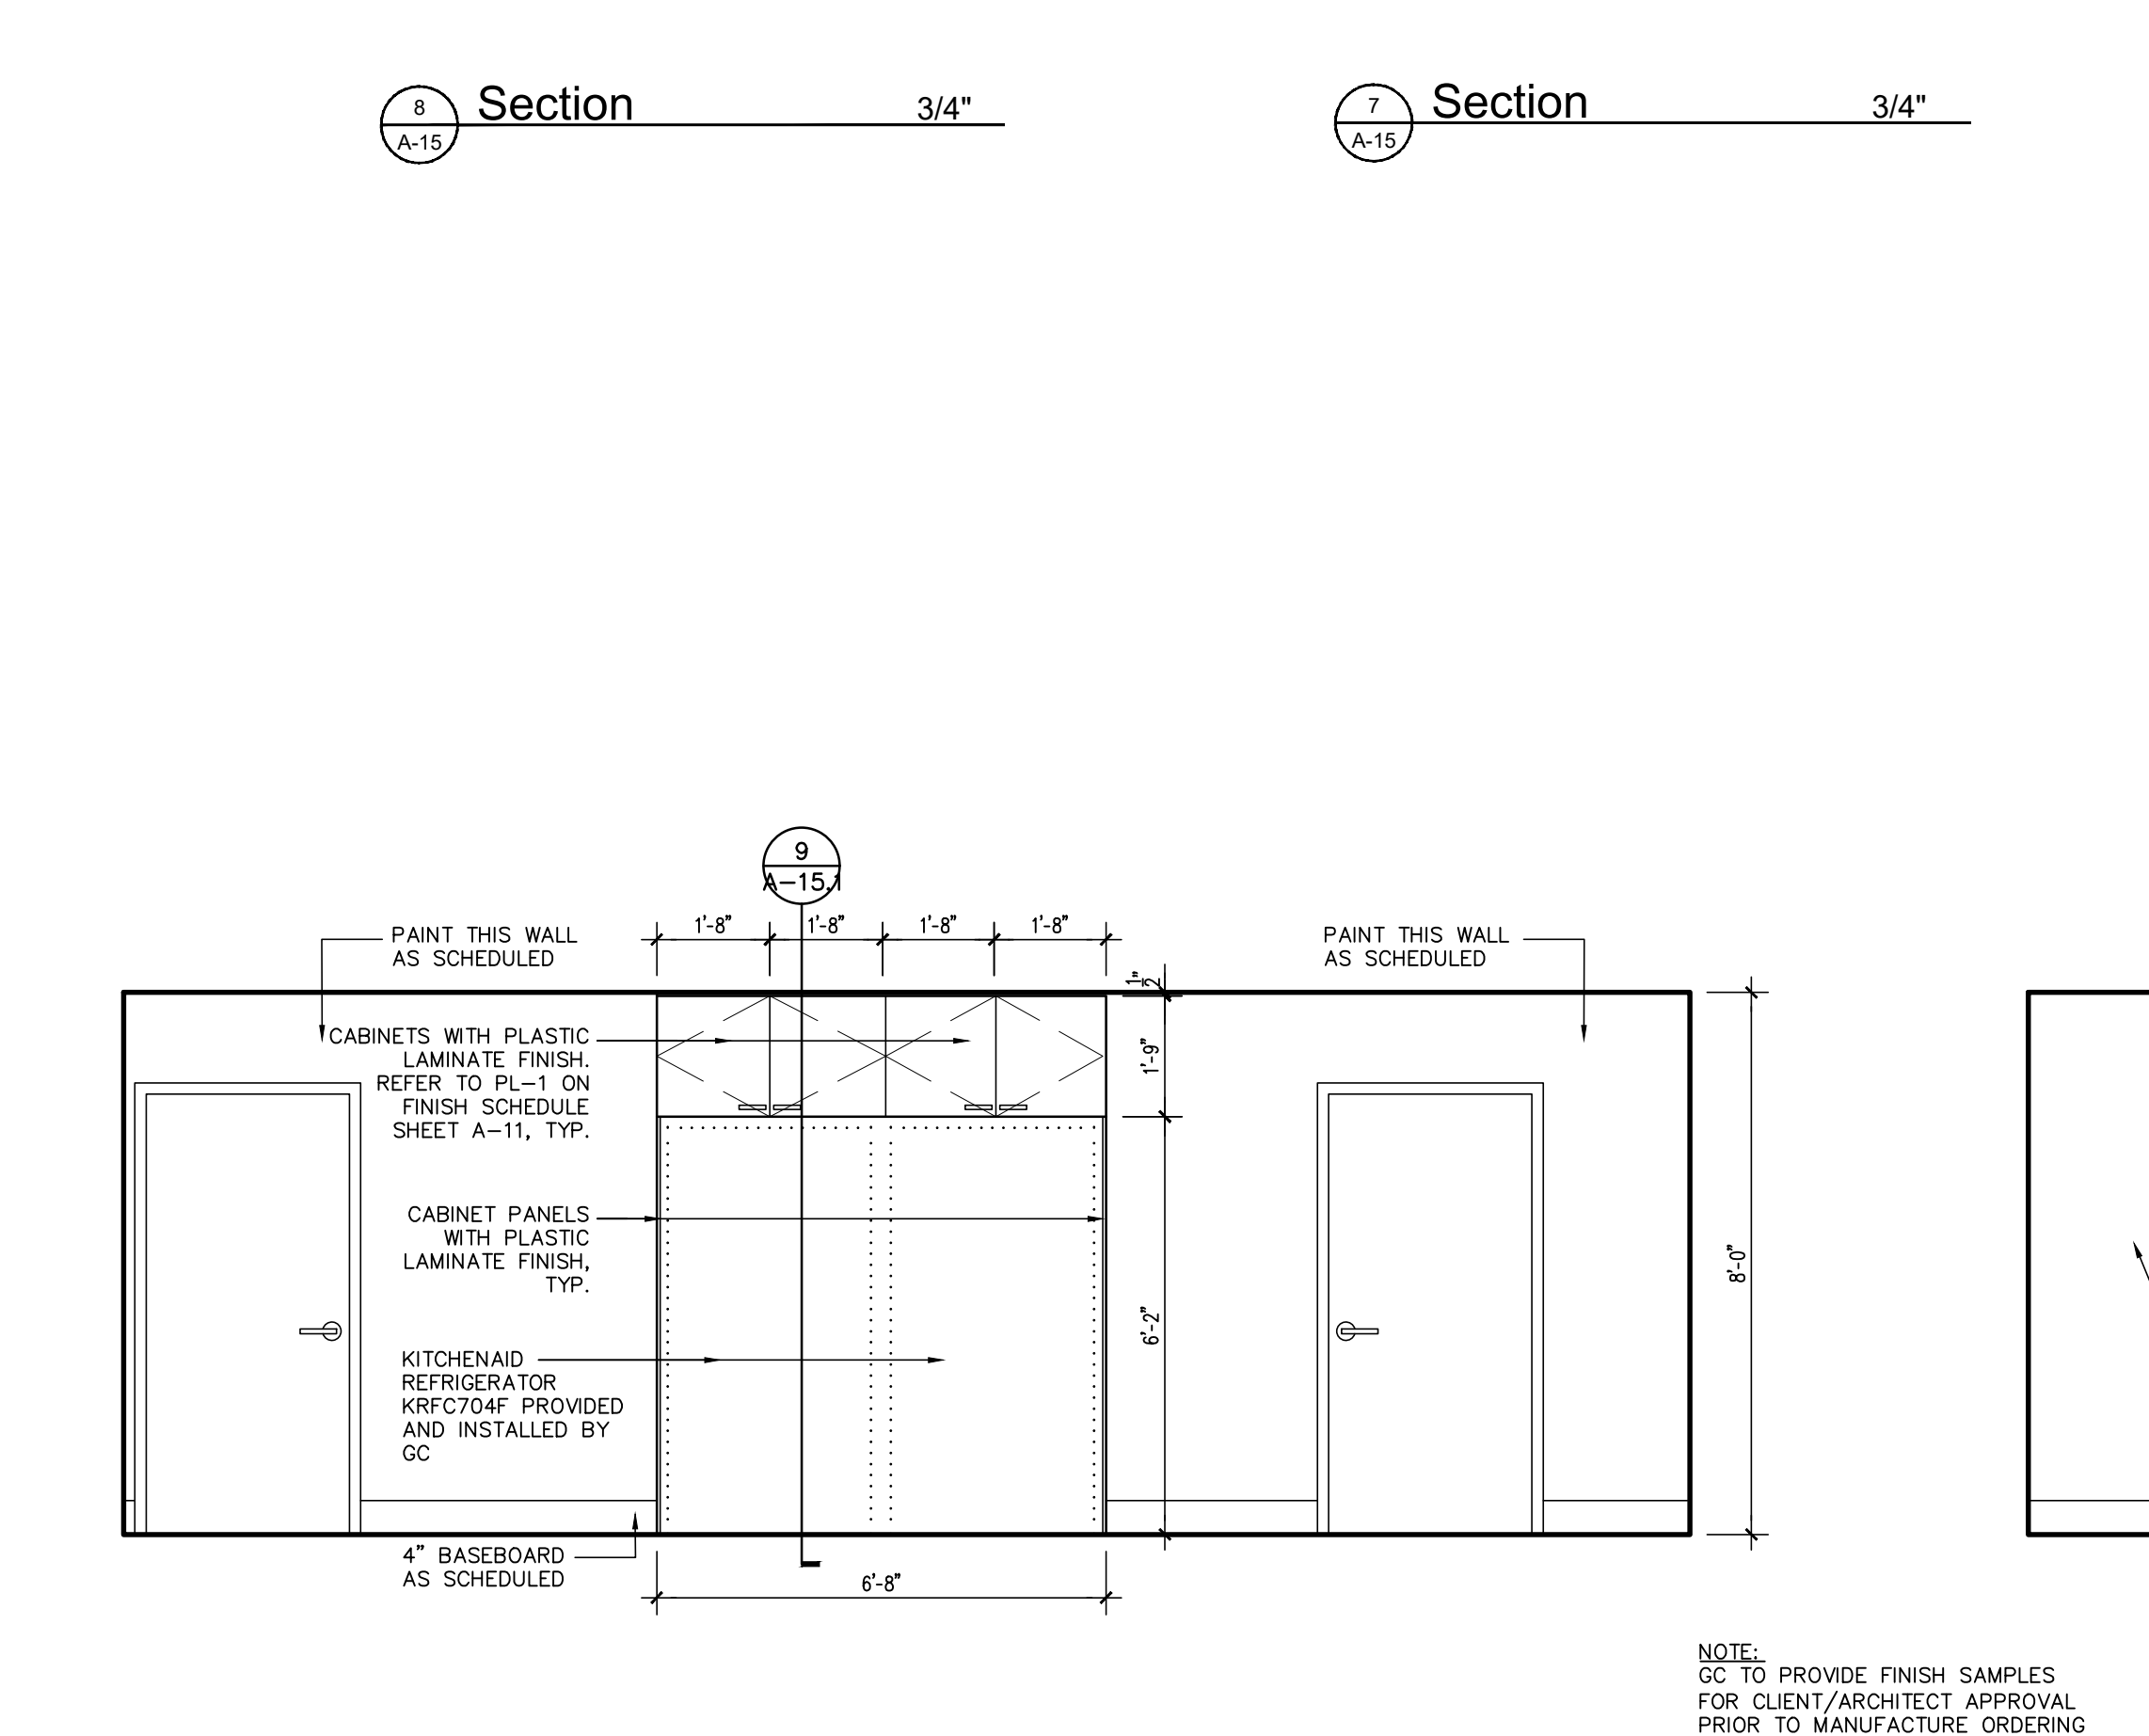 8
A-15
Section
3/4"
7
A-15
Section
3/4"
9
A-15.1
1'-8"
1'-8"
1'-8"
1'-8"
PAINT THIS WALL
AS SCHEDULED
PAINT THIS WALL
AS SCHEDULED
1"
2
CABINETS WITH PLASTIC
LAMINATE FINISH.
REFER TO PL-1 ON
FINISH SCHEDULE
SHEET A-11, TYP.
1'-9"
CABINET PANELS
WITH PLASTIC
LAMINATE FINISH,
TYP.
8'-0"
6'-2"
KITCHENAID
REFRIGERATOR
KRFC704F PROVIDED
AND INSTALLED BY
GC
4" BASEBOARD
AS SCHEDULED
6'-8"
NOTE:
GC TO PROVIDE FINISH SAMPLES
FOR CLIENT/ARCHITECT APPROVAL
PRIOR TO MANUFACTURE ORDERING